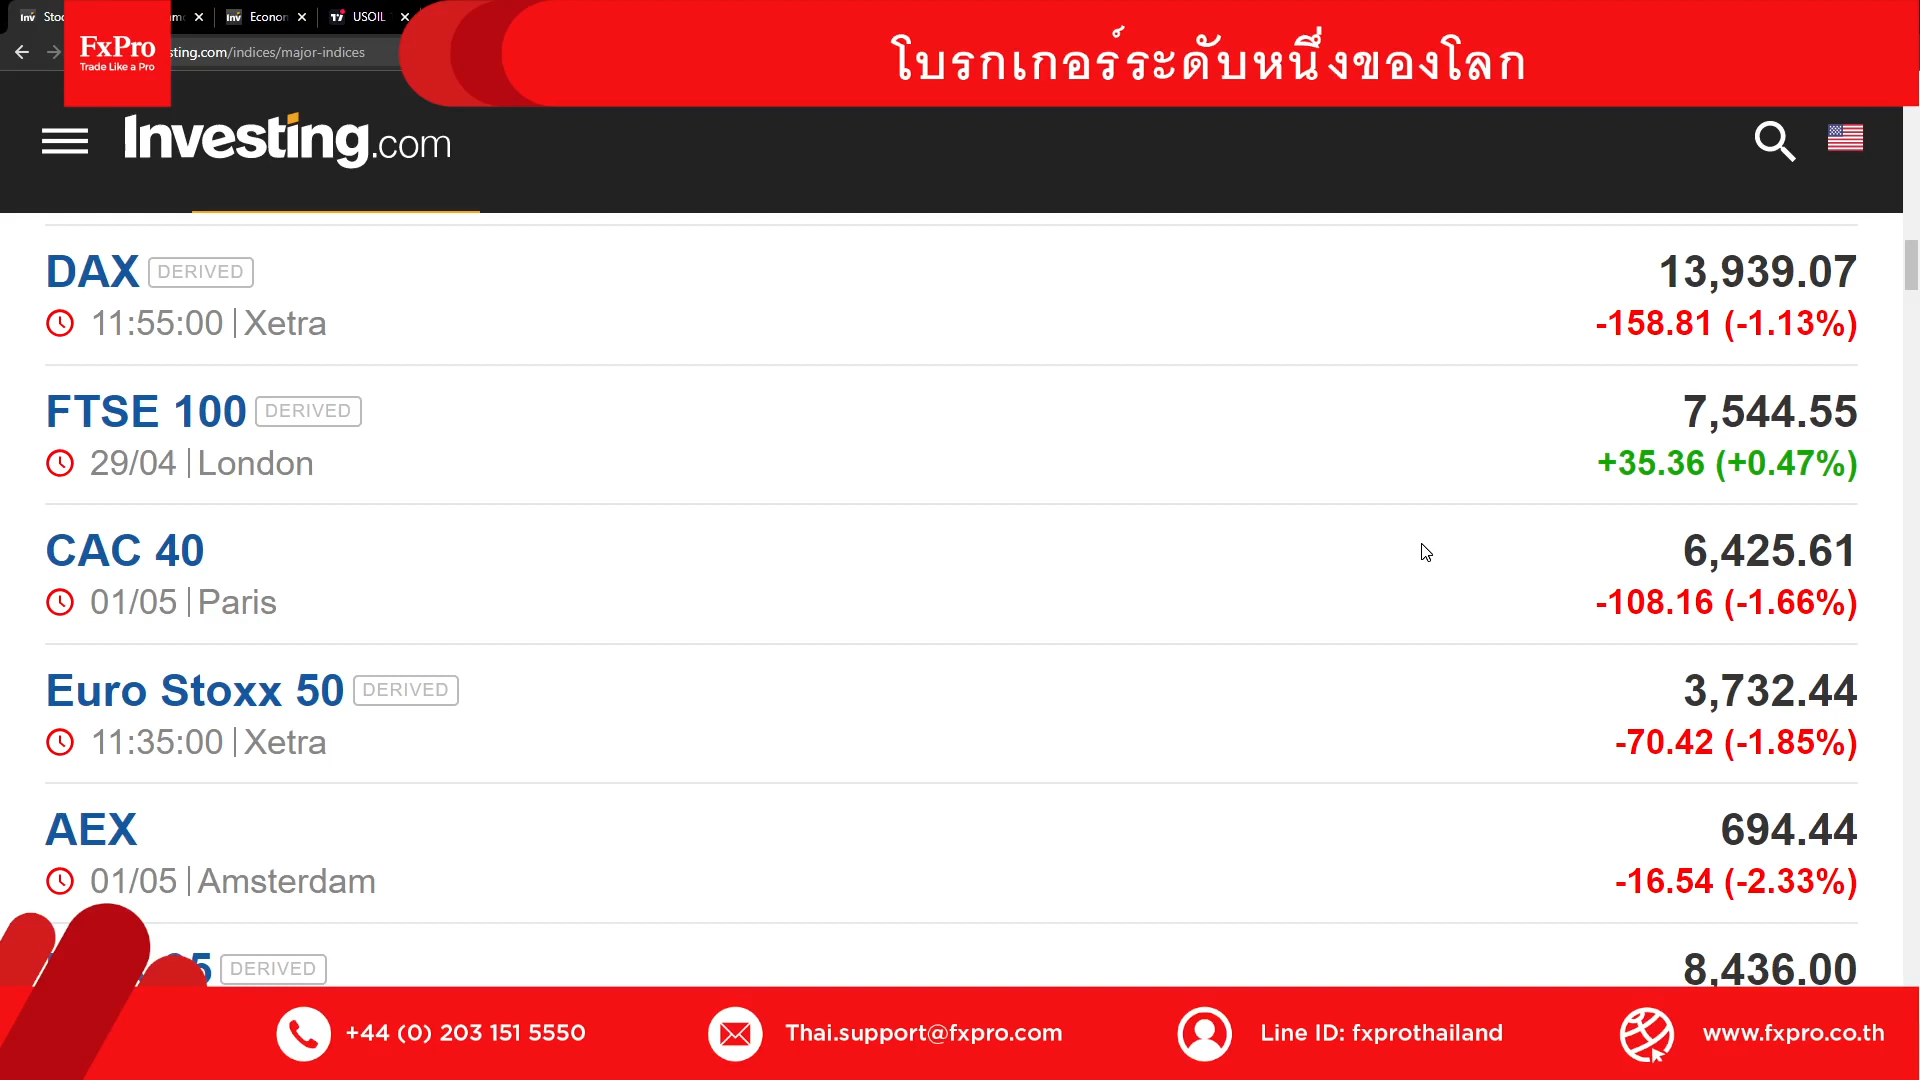 Stoc
Econon
USOIL
sting.com/indices/major-indices
FxPro
Trade Like a Pro
โบรกเกอร์ระดับหนึ่งของโลก
Investing.com
DAX DERIVED
13,939.07
11:55:00 | Xetra
-158.81 (-1.13%)
FTSE 100 DERIVED
7,544.55
29/04 | London
+35.36 (+0.47%)
CAC 40
6,425.61
01/05 | Paris
-108.16 (-1.66%)
Euro Stoxx 50 DERIVED
3,732.44
11:35:00 | Xetra
-70.42 (-1.85%)
AEX
694.44
01/05 | Amsterdam
-16.54 (-2.33%)
5 DERIVED
8,436.00
+44 (0) 203 151 5550
Thai.support@fxpro.com
Line ID: fxprothailand
www.fxpro.co.th